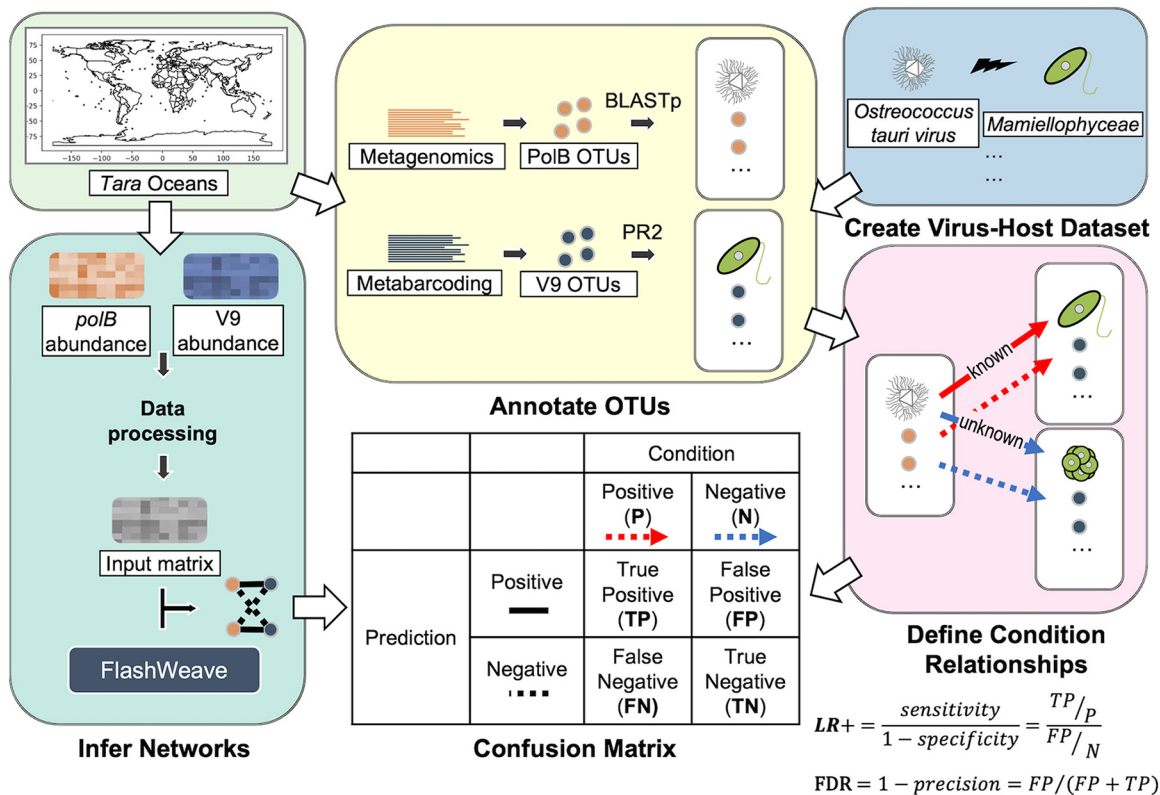 75
50
25
0
−25
−50
−75
−150
−100
−50
0
50
100
150
Tara Oceans
Metagenomics
PolB OTUs
BLASTp
...
Metabarcoding
V9 OTUs
PR2
...
Annotate OTUs
Ostreococcus
tauri virus
Mamiellophyceae
...
...
Create Virus-Host Dataset
polB
abundance
V9
abundance
Data
processing
Input matrix
FlashWeave
Infer Networks
known
unknown
...
...
...
Define Condition
Relationships
Condition
Positive
(P)
Negative
(N)
Prediction
Positive
True
Positive
(TP)
False
Positive
(FP)
Negative
False
Negative
(FN)
True
Negative
(TN)
Confusion Matrix
LR+ = sensitivity / 1 − specificity = TP/P / FP/N
FDR = 1 − precision = FP/(FP + TP)